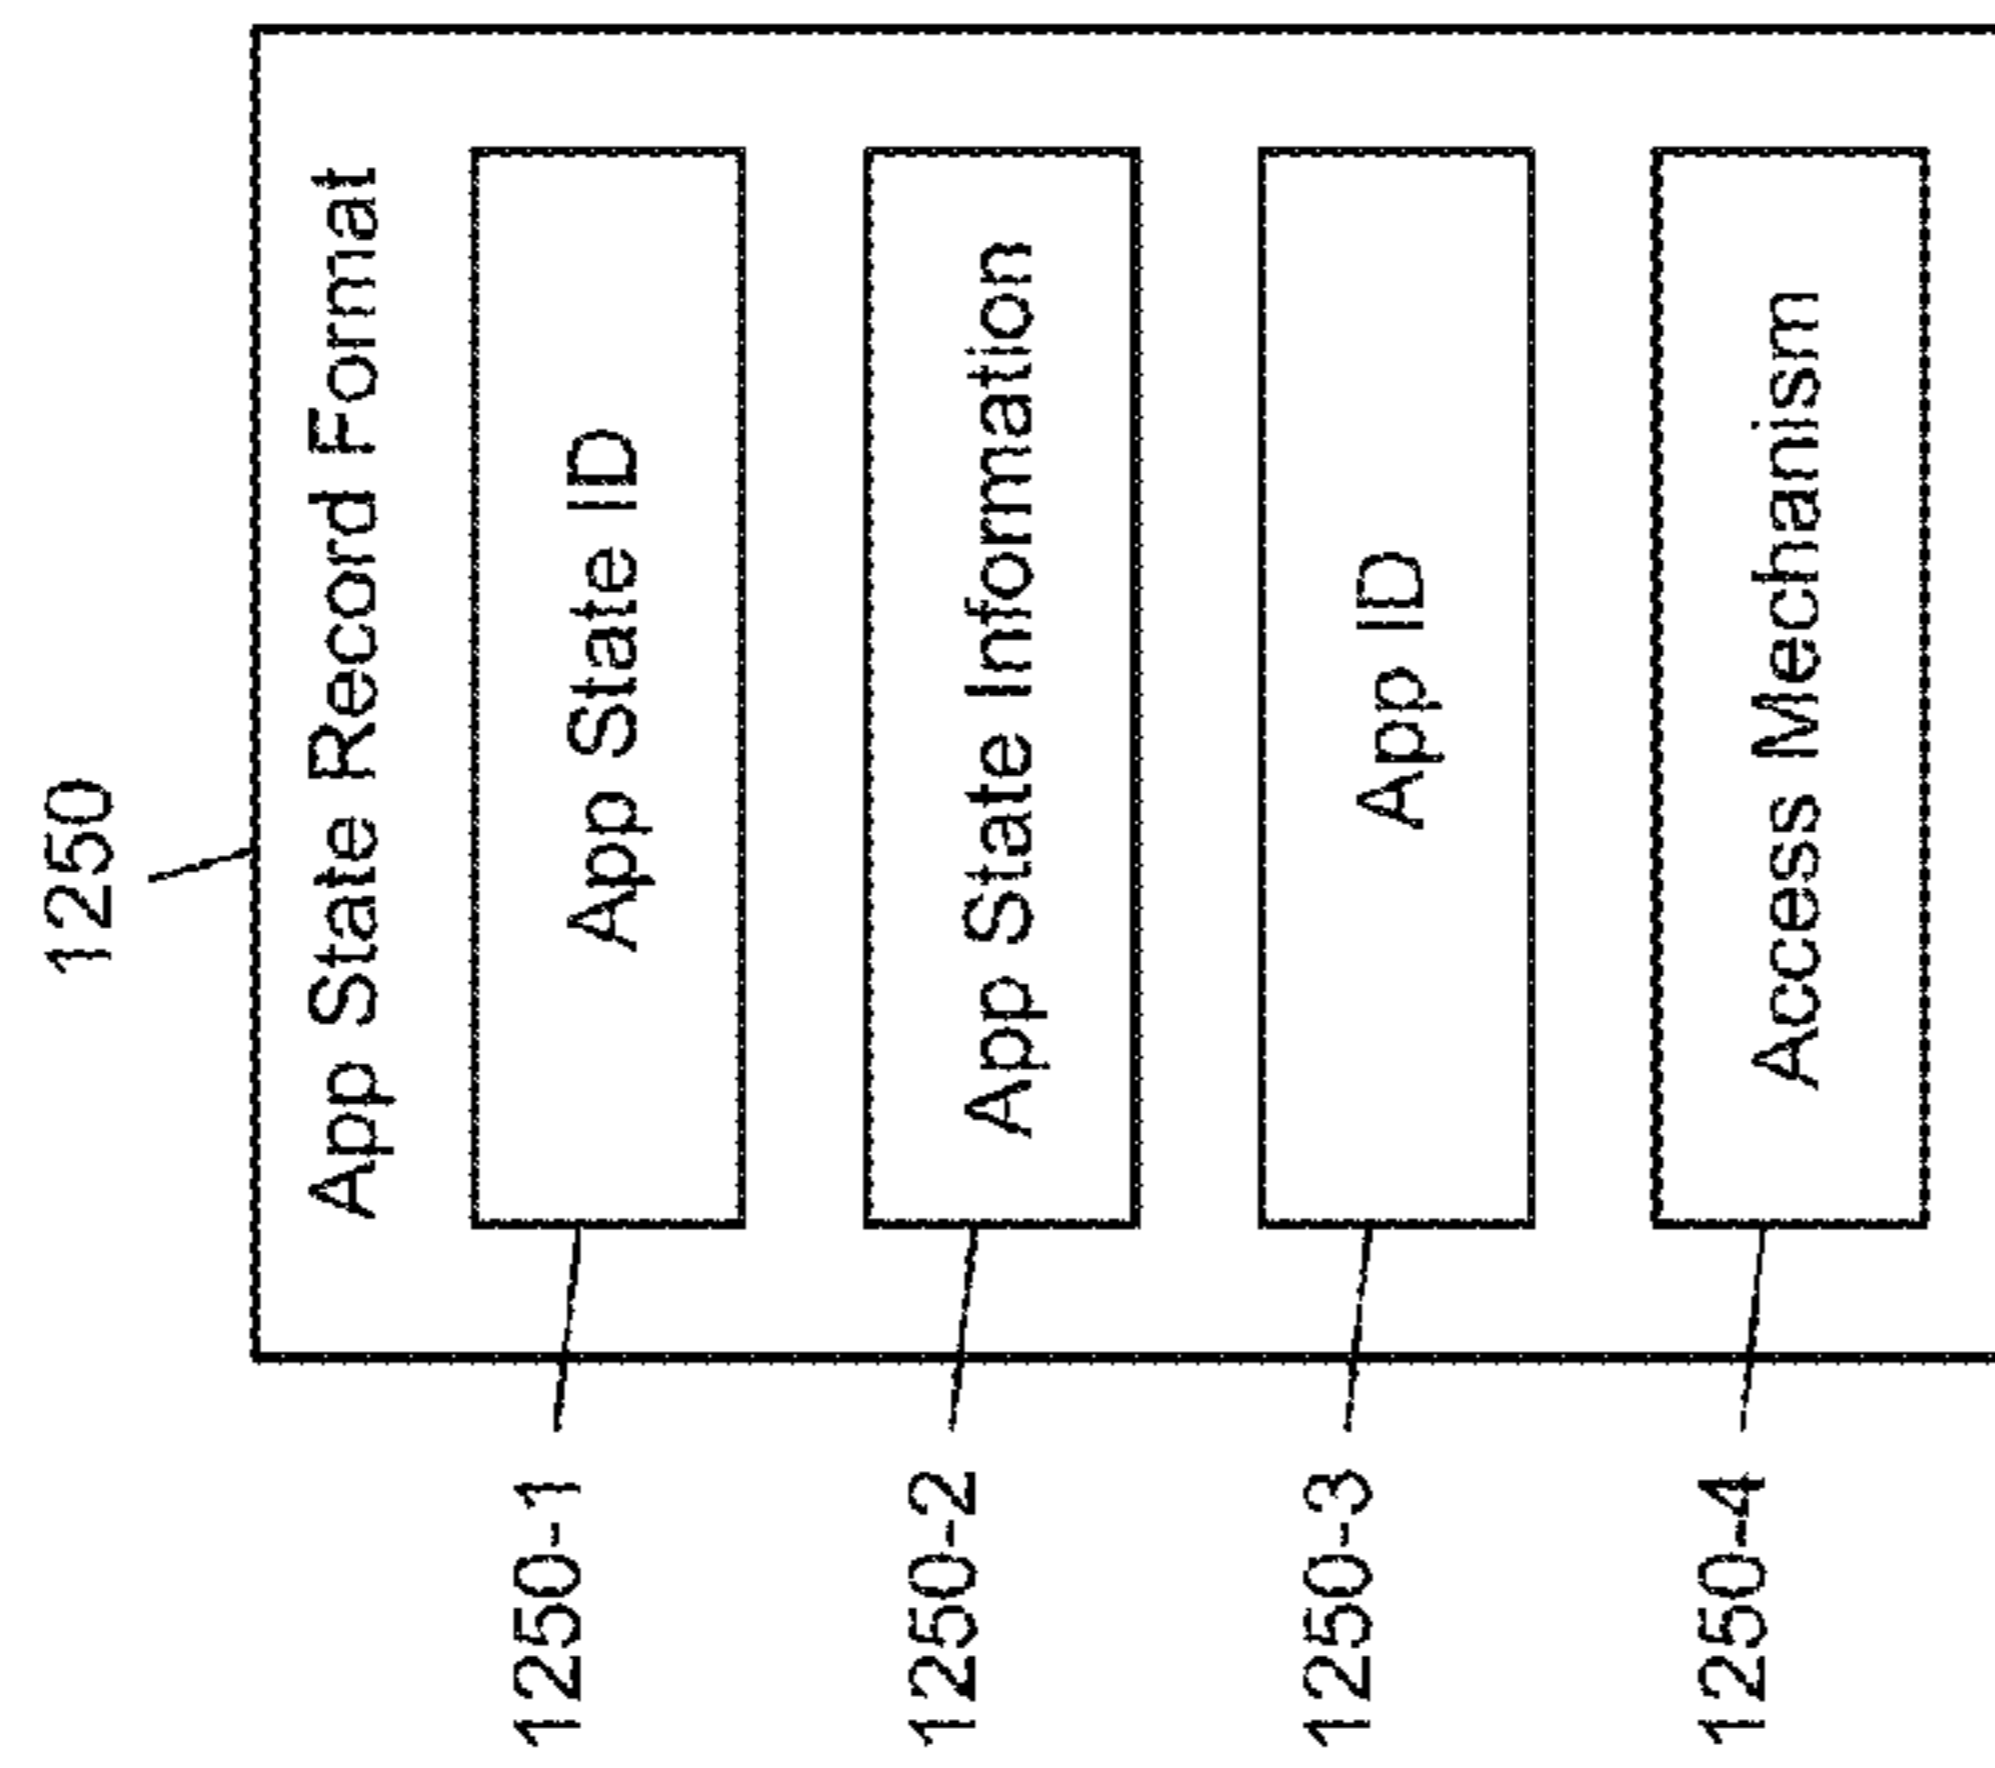 1250
App State Record Format
1250-1
App State ID
1250-2
App State Information
1250-3
App ID
1250-4
Access Mechanism